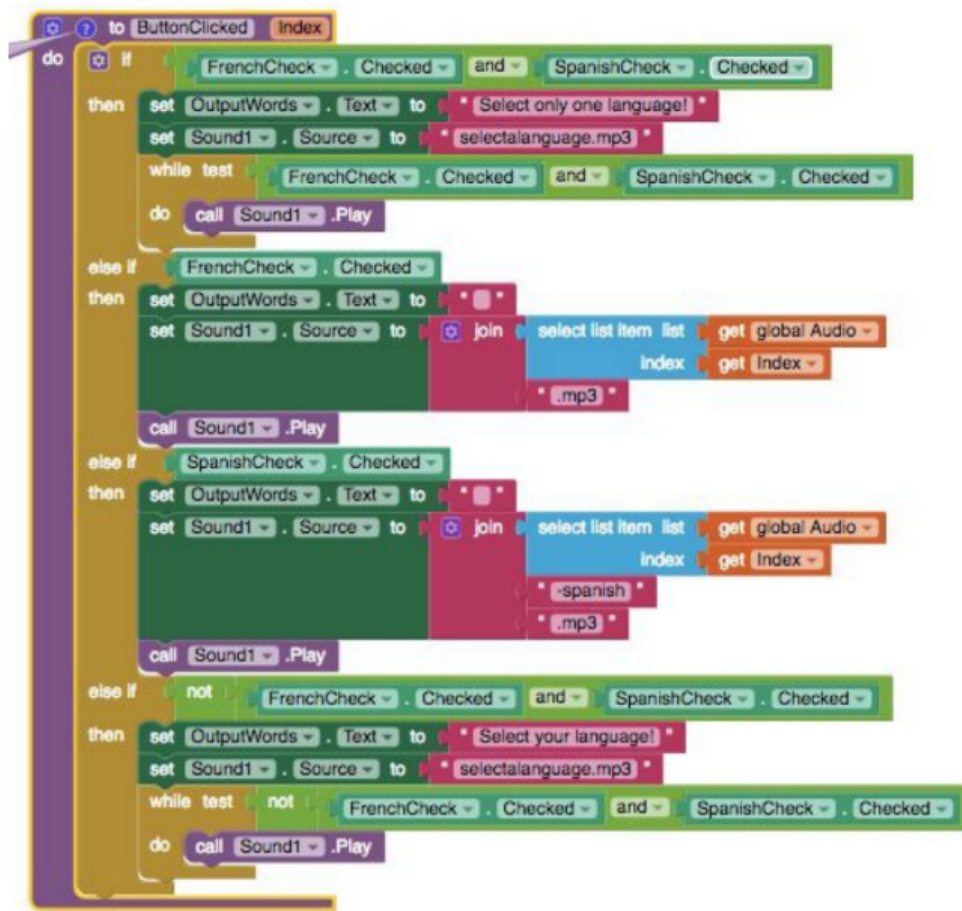 ? to ButtonClicked Index
do if FrenchCheck . Checked and SpanishCheck . Checked
then set OutputWords . Text to " Select only one language! "
set Sound1 . Source to " selectalanguage.mp3 "
while test FrenchCheck . Checked and SpanishCheck . Checked
do call Sound1 .Play
else if FrenchCheck . Checked
then set OutputWords . Text to " "
set Sound1 . Source to join select list item list get global Audio
index get Index
" .mp3 "
call Sound1 .Play
else if SpanishCheck . Checked
then set OutputWords . Text to " "
set Sound1 . Source to join select list item list get global Audio
index get Index
" -spanish "
" .mp3 "
call Sound1 .Play
else if not FrenchCheck . Checked and SpanishCheck . Checked
then set OutputWords . Text to " Select your language! "
set Sound1 . Source to " selectalanguage.mp3 "
while test not FrenchCheck . Checked and SpanishCheck . Checked
do call Sound1 .Play